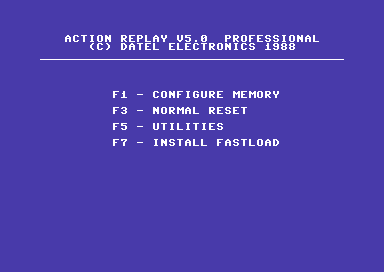 ACTION REPLAY V5.0 PROFESSIONAL
(C) DATEL ELECTRONICS 1988
F1 - CONFIGURE MEMORY
F3 - NORMAL RESET
F5 - UTILITIES
F7 - INSTALL FASTLOAD